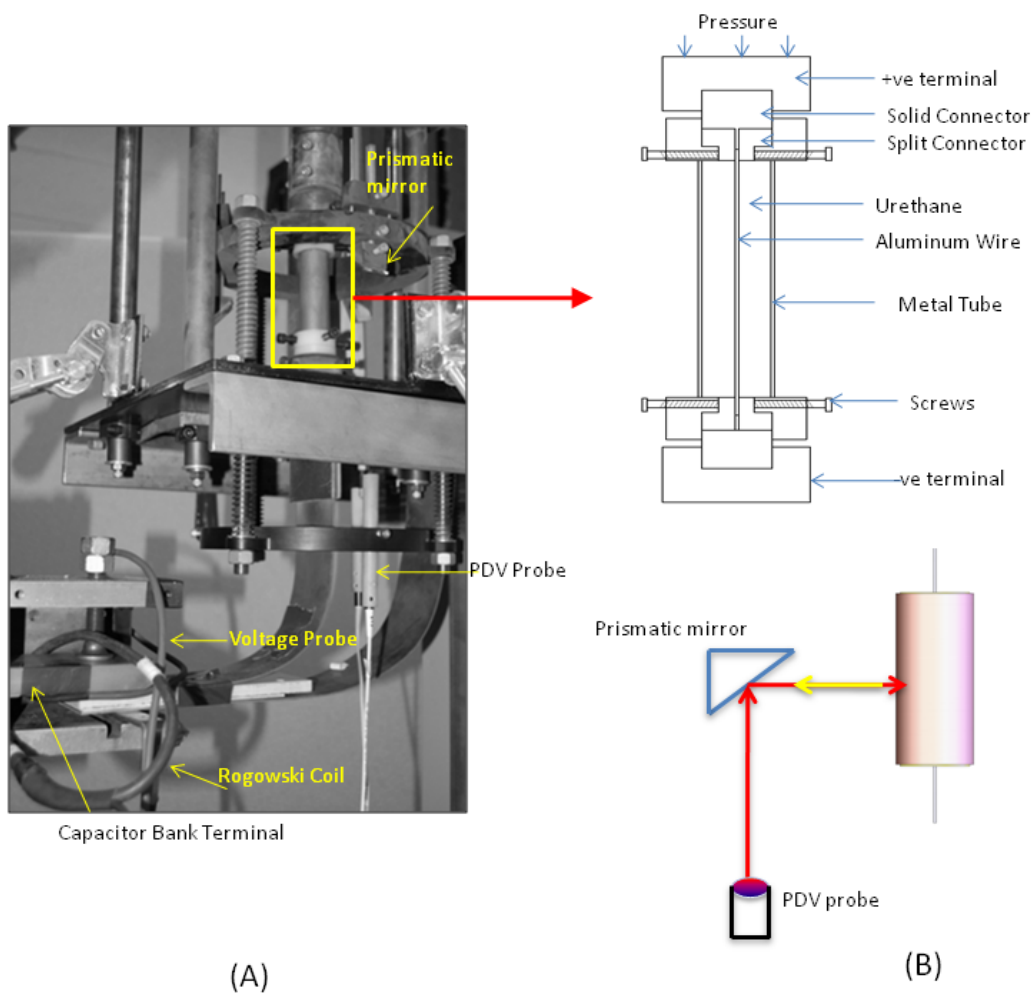 Pressure
+ve terminal
Solid Connector
Split Connector
Prismatic
mirror
Urethane
Aluminum Wire
Metal Tube
Screws
-ve terminal
PDV Probe
Voltage Probe
Prismatic mirror
Rogowski Coil
Capacitor Bank Terminal
PDV probe
(A)
(B)